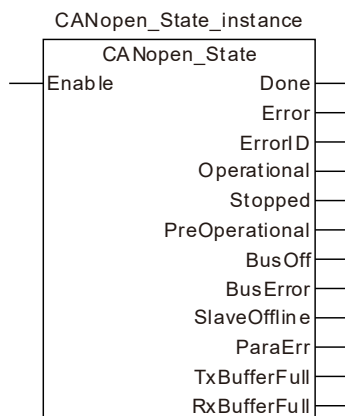 CANopen_State_instance
CANopen_State
Enable Done
Error
ErrorID
Operational
Stopped
PreOperational
BusOff
BusError
SlaveOffline
ParaErr
TxBufferFull
RxBufferFull